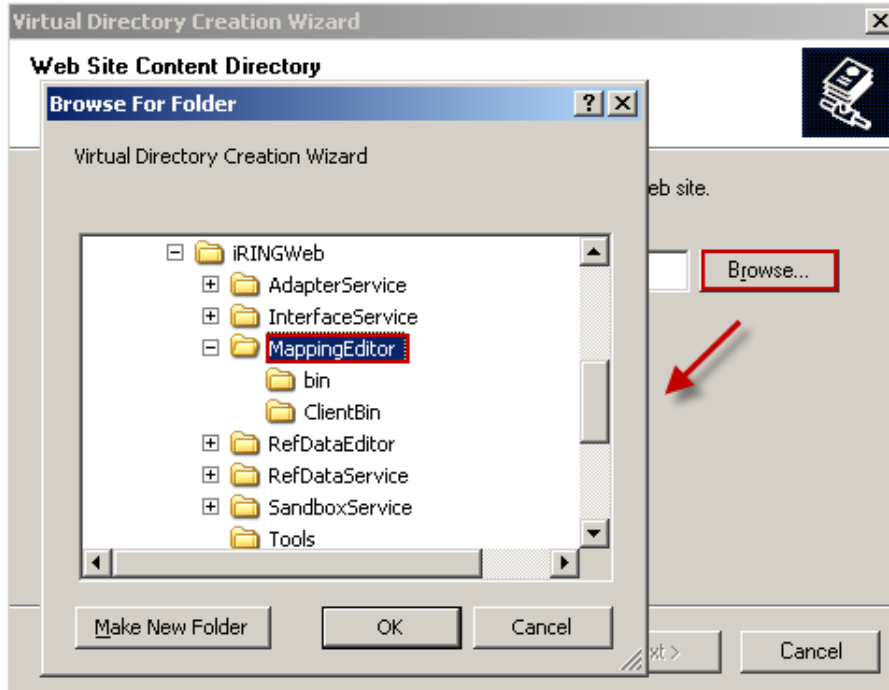 Virtual Directory Creation Wizard
Web Site Content Directory
Browse For Folder
Virtual Directory Creation Wizard
eb site.
iRINGWeb
Browse...
AdapterService
InterfaceService
MappingEditor
bin
ClientBin
RefDataEditor
RefDataService
SandboxService
Tools
Make New Folder OK Cancel
xt > Cancel